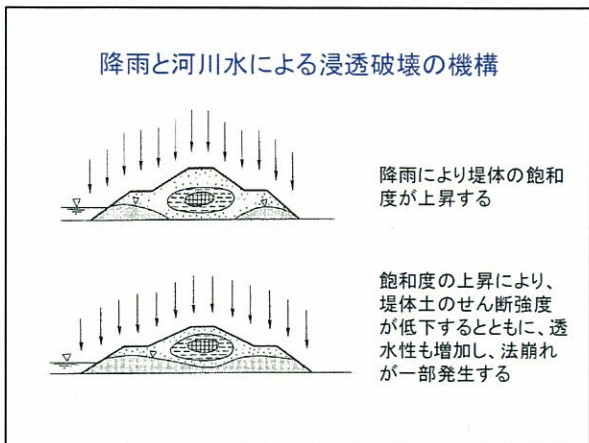 降雨と河川水による浸透破壊の機構
降雨により堤体の飽和
度が上昇する
飽和度の上昇により、
堤体土のせん断強度
が低下するとともに、透
水性も増加し、法崩れ
が一部発生する